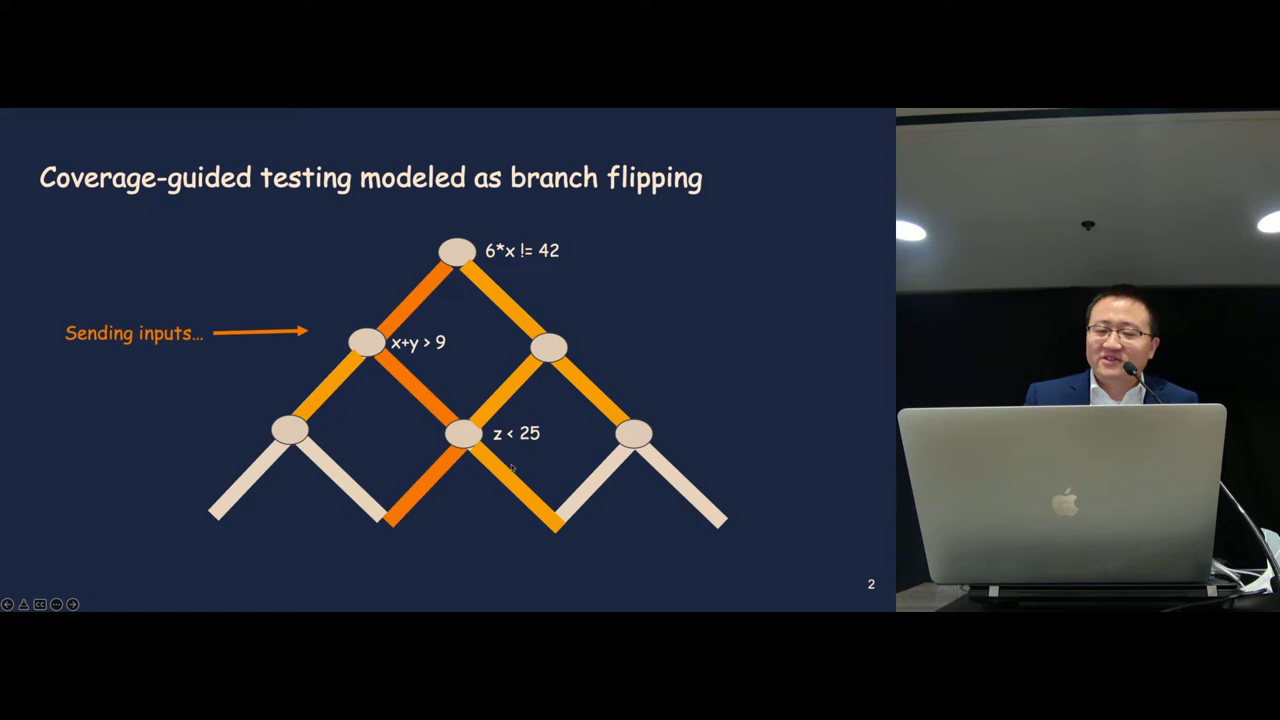 Coverage-guided testing modeled as branch flipping
6*x != 42
Sending inputs...
x+y > 9
z < 25
2